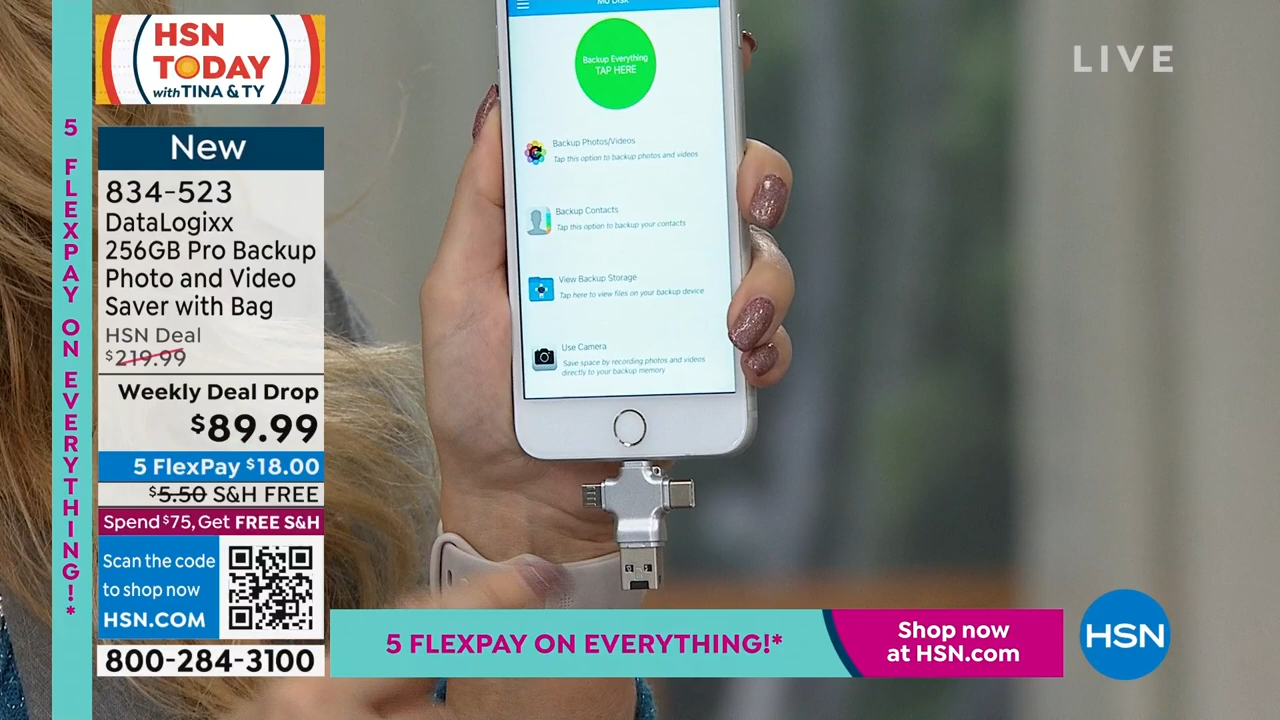 HSN
TODAY
with TINA & TY
5 FLEXPAY ON EVERYTHING!*
New
834-523
DataLogixx
256GB Pro Backup
Photo and Video
Saver with Bag
HSN Deal
$219.99
Weekly Deal Drop
$89.99
5 FlexPay $18.00
$5.50 S&H FREE
Spend $75, Get FREE S&H
Scan the code
to shop now
HSN.COM
800-284-3100
Backup Everything
TAP HERE
Backup Photos/Videos
Tap this option to backup photos and videos
Backup Contacts
Tap this option to backup your contacts
View Backup Storage
Tap here to view files on your backup device
Use Camera
Save space by recording photos and videos
directly to your backup memory
LIVE
5 FLEXPAY ON EVERYTHING!*
Shop now
at HSN.com
HSN